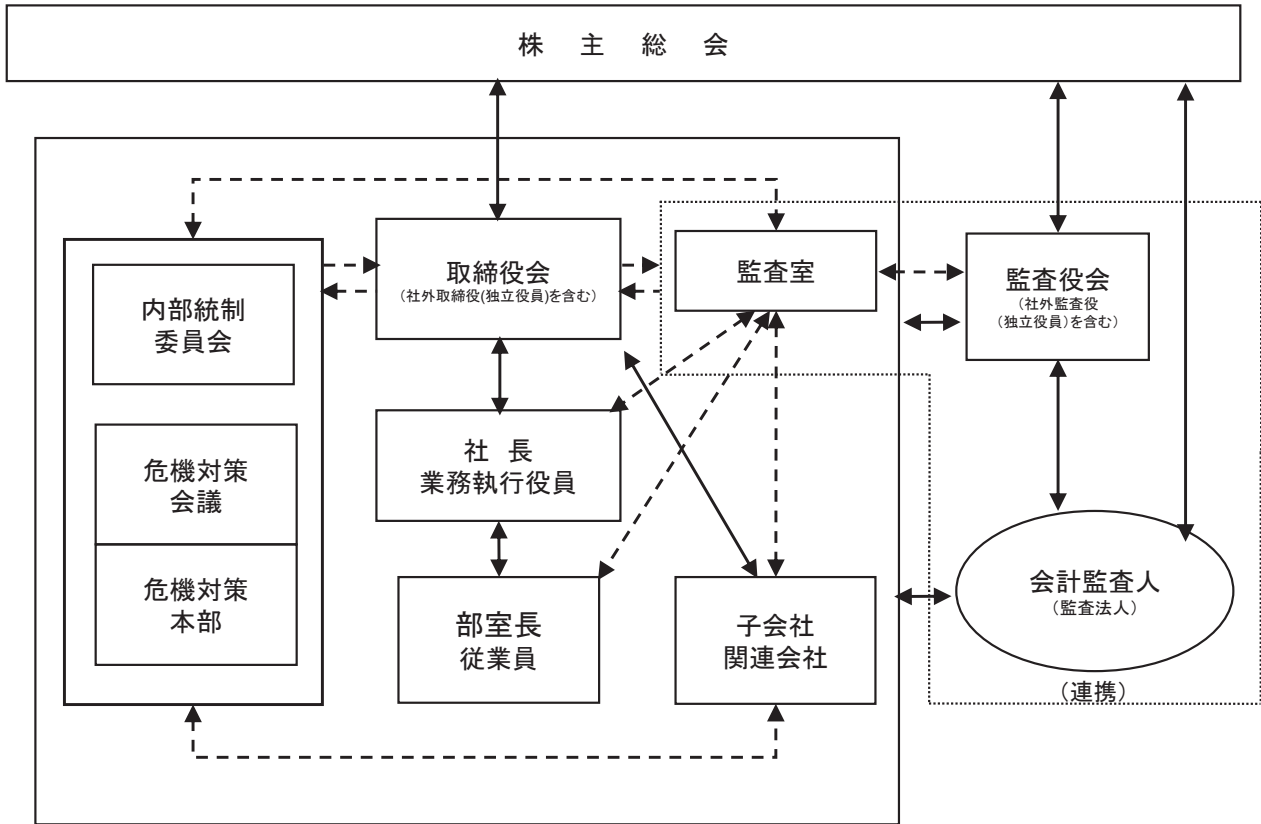 株 主 総 会
取締役会
(社外取締役(独立役員)を含む)
監査室
監査役会
(社外監査役
(独立役員)を含む)
内部統制
委員会
社 長
業務執行役員
危機対策
会議
危機対策
本部
部室長
従業員
子会社
関連会社
会計監査人
(監査法人)
(連携)